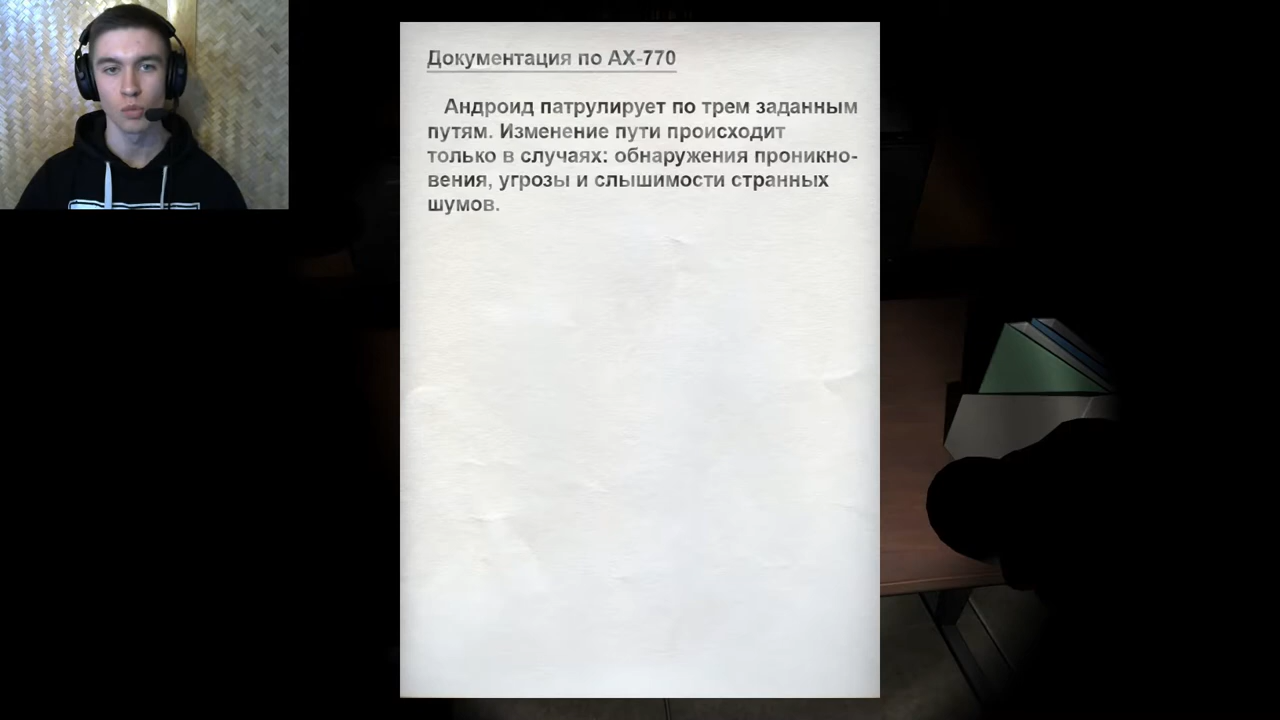 Документация по AX-770
Андроид патрулирует по трем заданным
путям. Изменение пути происходит
только в случаях: обнаружения проникно-
вения, угрозы и слышимости странных
шумов.